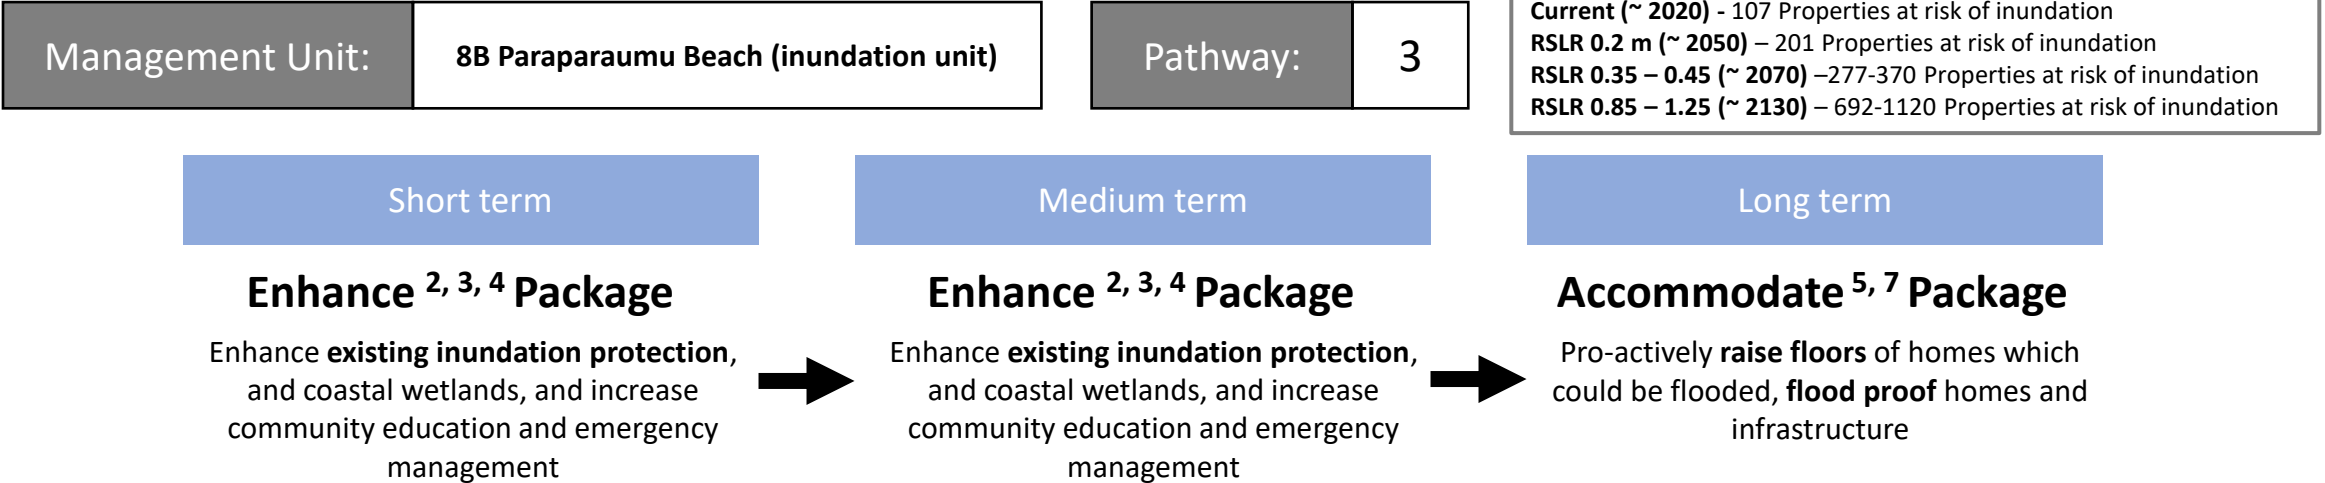 Management Unit:
8B Paraparaumu Beach (inundation unit)
Pathway:
3
Current (~ 2020) - 107 Properties at risk of inundation
RSLR 0.2 m (~ 2050) – 201 Properties at risk of inundation
RSLR 0.35 – 0.45 (~ 2070) –277-370 Properties at risk of inundation
RSLR 0.85 – 1.25 (~ 2130) – 692-1120 Properties at risk of inundation
Short term
Enhance 2, 3, 4 Package
Enhance existing inundation protection,
and coastal wetlands, and increase
community education and emergency
management
Medium term
Enhance 2, 3, 4 Package
Enhance existing inundation protection,
and coastal wetlands, and increase
community education and emergency
management
Long term
Accommodate 5, 7 Package
Pro-actively raise floors of homes which
could be flooded, flood proof homes and
infrastructure